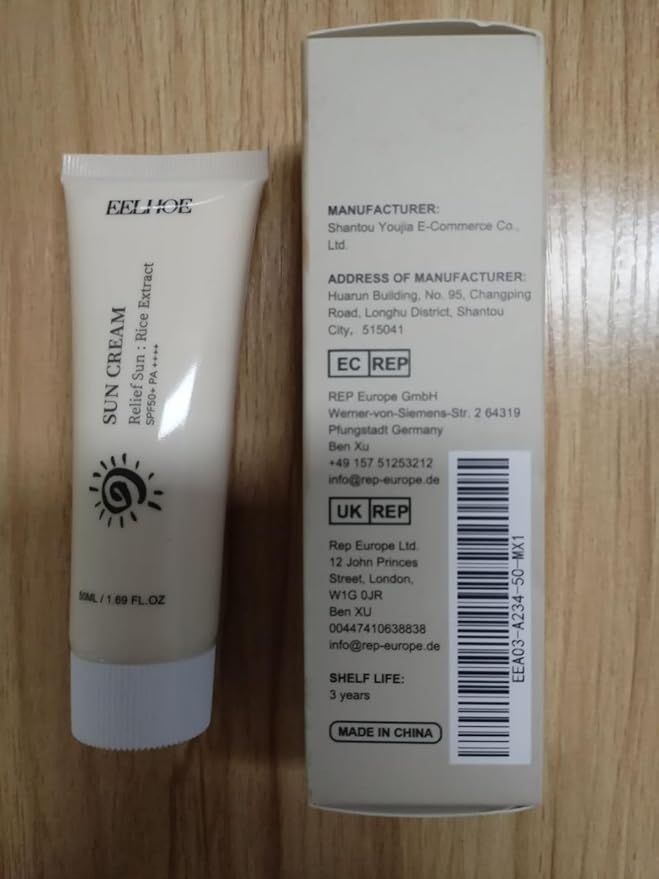 EELHOE
SUN CREAM
Relief Sun : Rice Extract
SPF50+ PA ++++
50ML / 1.69 FL.OZ
MANUFACTURER:
Shantou Youjia E-Commerce Co.,
Ltd.
ADDRESS OF MANUFACTURER:
Huarun Building, No. 95, Changping
Road, Longhu District, Shantou
City, 515041
EC REP
REP Europe GmbH
Werner-von-Siemens-Str. 2 64319
Pfungstadt Germany
Ben Xu
+49 157 51253212
info@rep-europe.de
UK REP
Rep Europe Ltd.
12 John Princes
Street, London,
W1G 0JR
Ben XU
00447410638838
info@rep-europe.de
SHELF LIFE:
3 years
MADE IN CHINA
EEA03-A234-50-MX1